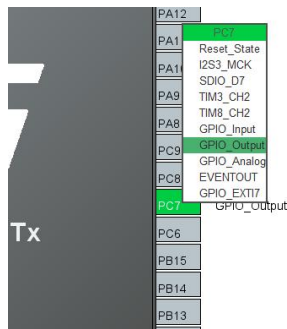 PA12
PC7
Reset_State
I2S3_MCK
SDIO_D7
TIM3_CH2
TIM8_CH2
GPIO_Input
GPIO_Output
GPIO_Analog
EVENTOUT
GPIO_EXTI7
PA1
PA1
PA9
PA8
PC9
PC8
PC7 GPIO_Output
PC6
PB15
PB14
PB13
Tx